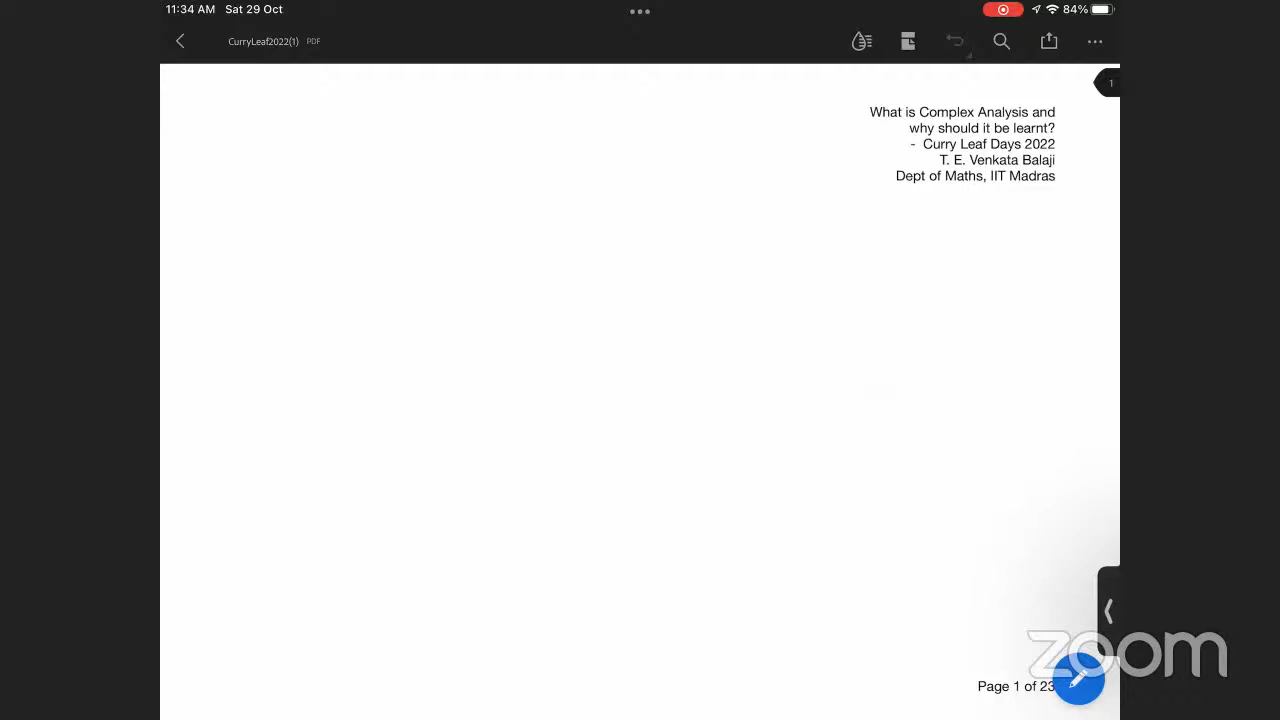 11:34 AM Sat 29 Oct
84%
CurryLeaf2022(1) PDF
1
What is Complex Analysis and
why should it be learnt?
- Curry Leaf Days 2022
T. E. Venkata Balaji
Dept of Maths, IIT Madras
zoom
Page 1 of 23